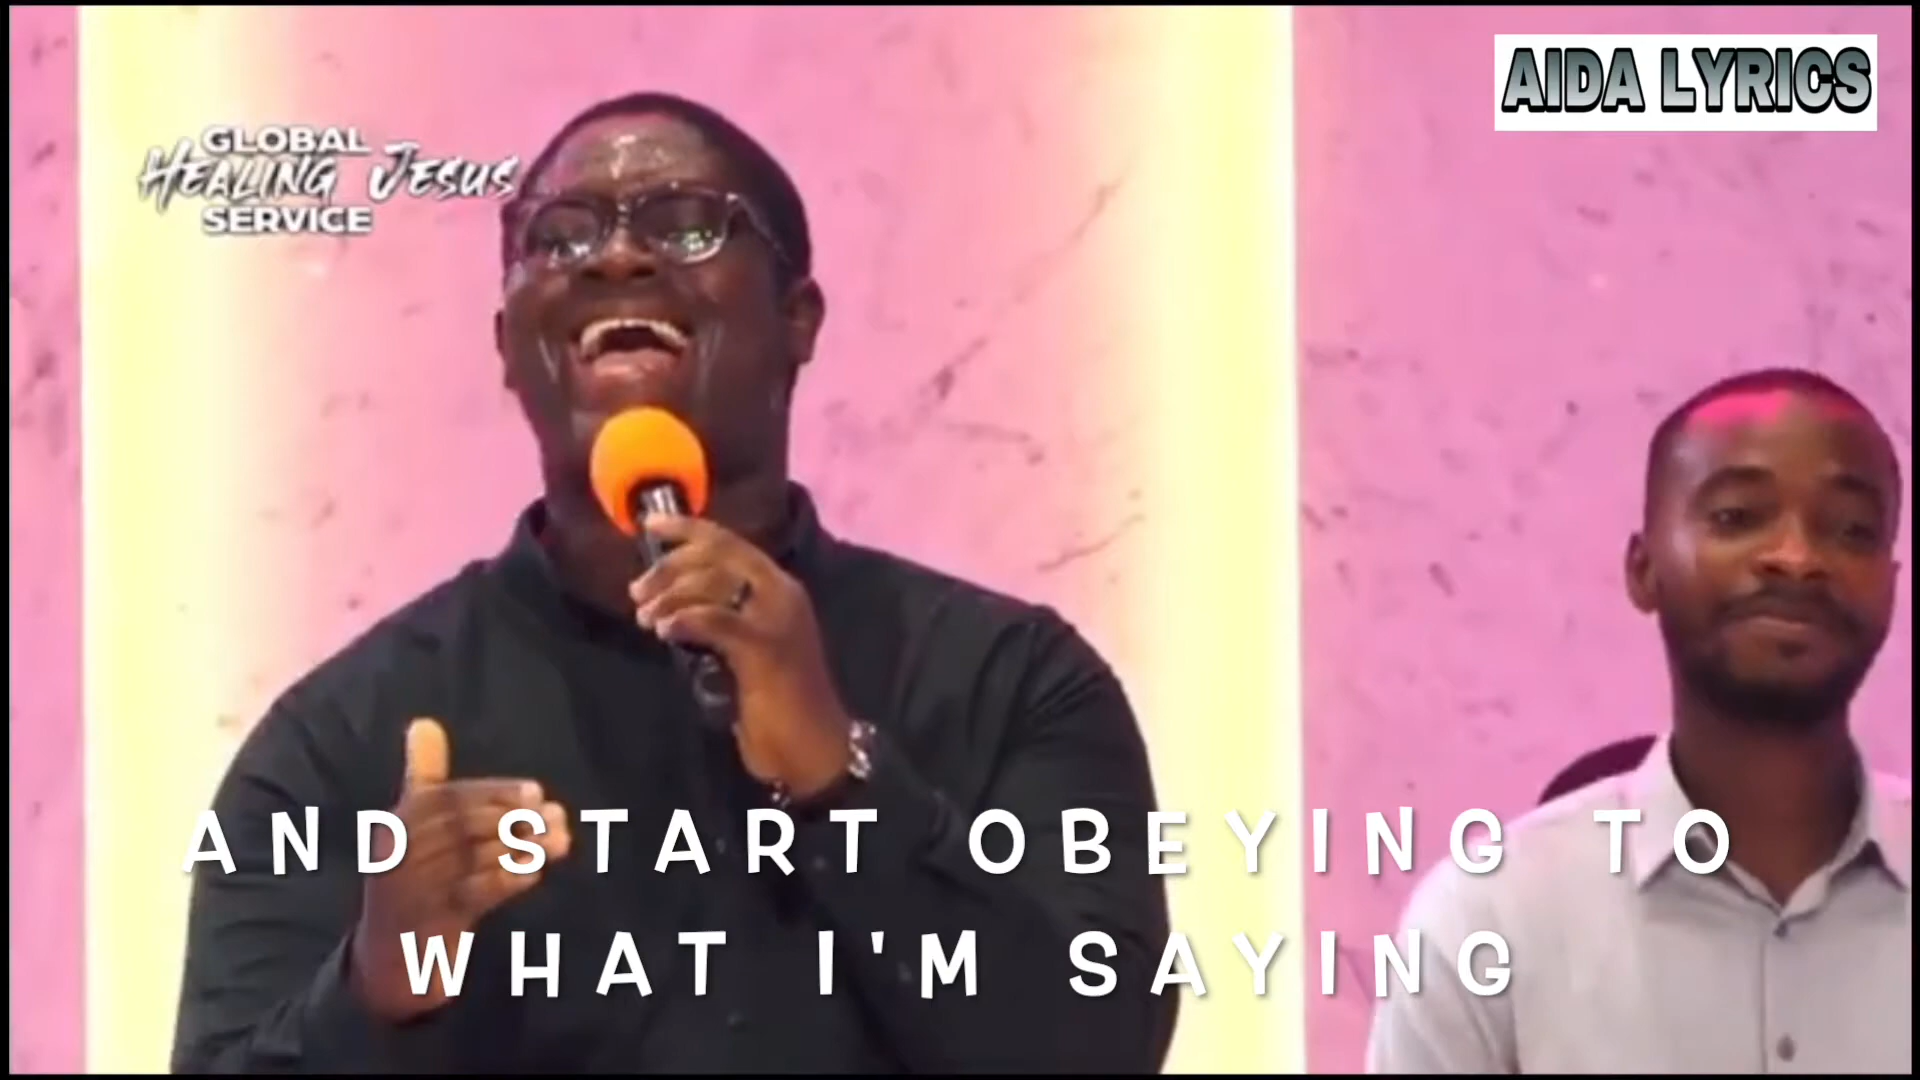 AIDA LYRICS
GLOBAL
HEALING JESUS
SERVICE
AND START OBEYING TO
WHAT I'M SAYING